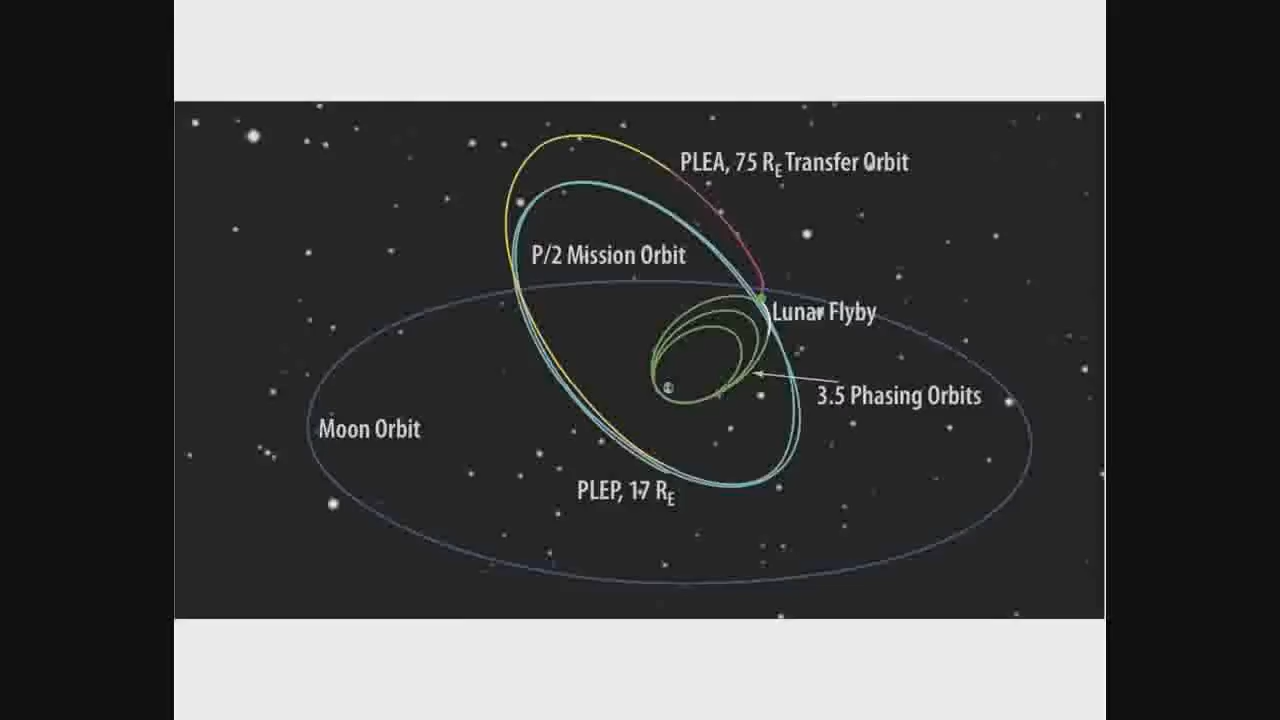 PLEA, 75 RE Transfer Orbit
P/2 Mission Orbit
Lunar Flyby
3.5 Phasing Orbits
Moon Orbit
PLEP, 17 RE